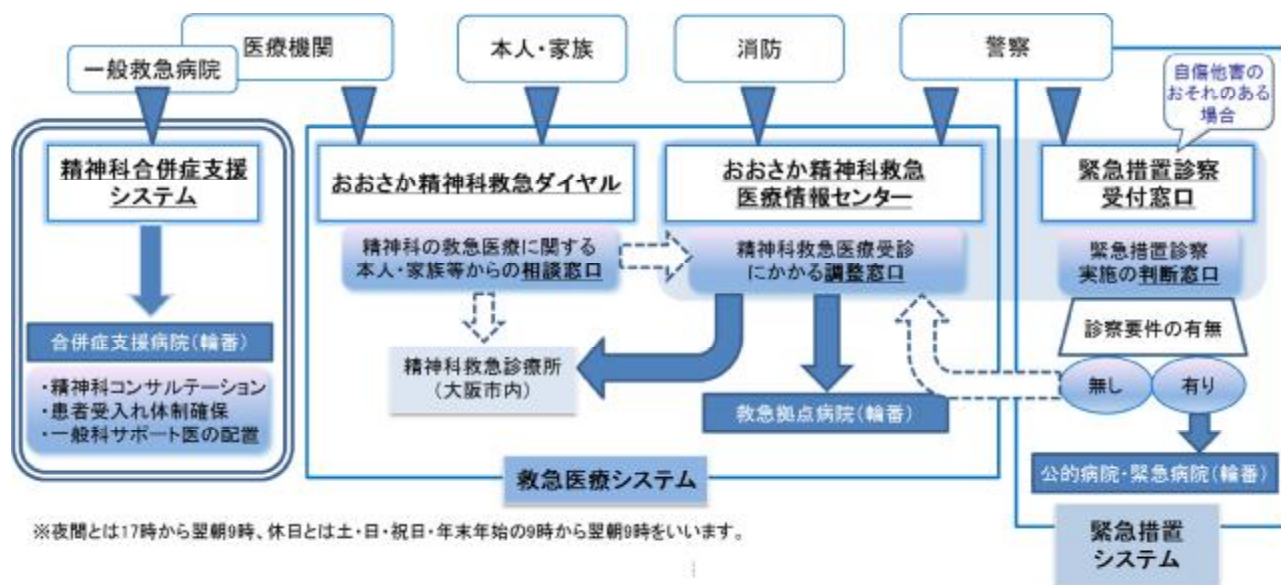 医療機関
一般救急病院
本人・家族
消防
警察
自傷他害の
おそれのある
場合
精神科合併症支援
システム
おおさか精神科救急ダイヤル
おおさか精神科救急
医療情報センター
緊急措置診察
受付窓口
精神科の救急医療に関する
本人・家族等からの相談窓口
精神科救急医療受診
にかかる調整窓口
緊急措置診察
実施の判断窓口
合併症支援病院(輪番)
・精神科コンサルテーション
・患者受入れ体制確保
・一般科サポート医の配置
精神科救急診療所
(大阪市内)
救急拠点病院(輪番)
診察要件の有無
無し
有り
公的病院・緊急病院(輪番)
救急医療システム
緊急措置
システム
※夜間とは17時から翌朝9時、休日とは土・日・祝日・年末年始の9時から翌朝9時をいいます。